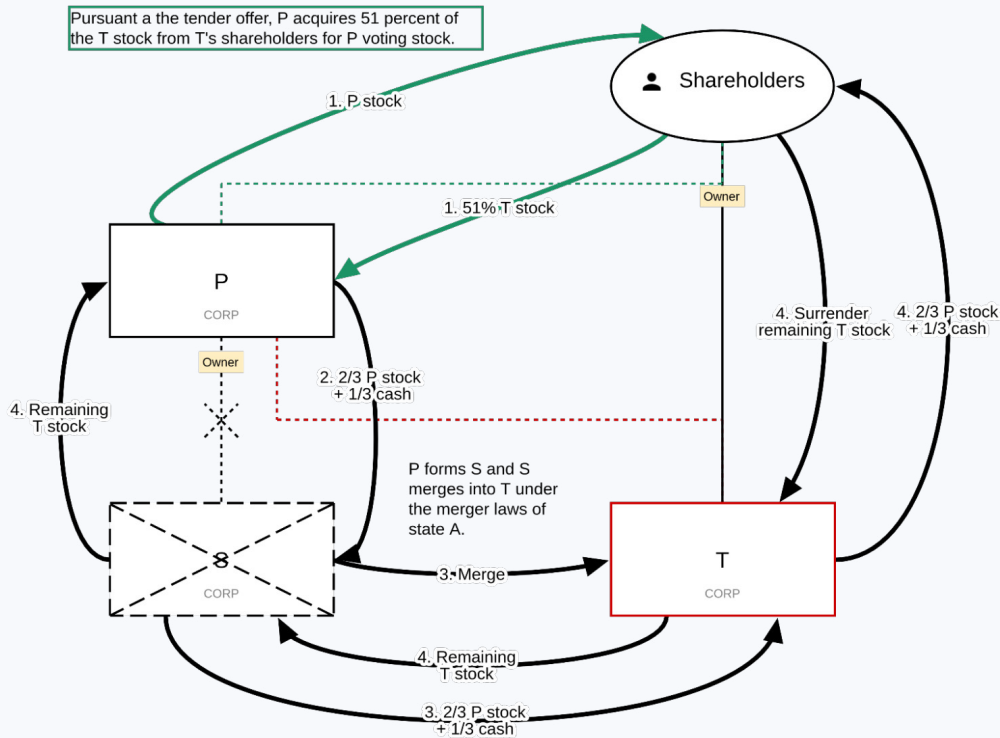 Pursuant a the tender offer, P acquires 51 percent of
the T stock from T's shareholders for P voting stock.
Shareholders
1. P stock
Owner
1. 51% T stock
P
CORP
4. Surrender
remaining T stock
4. 2/3 P stock
+ 1/3 cash
Owner
2. 2/3 P stock
+ 1/3 cash
4. Remaining
T stock
P forms S and S
merges into T under
the merger laws of
state A.
S
CORP
3. Merge
T
CORP
4. Remaining
T stock
3. 2/3 P stock
+ 1/3 cash